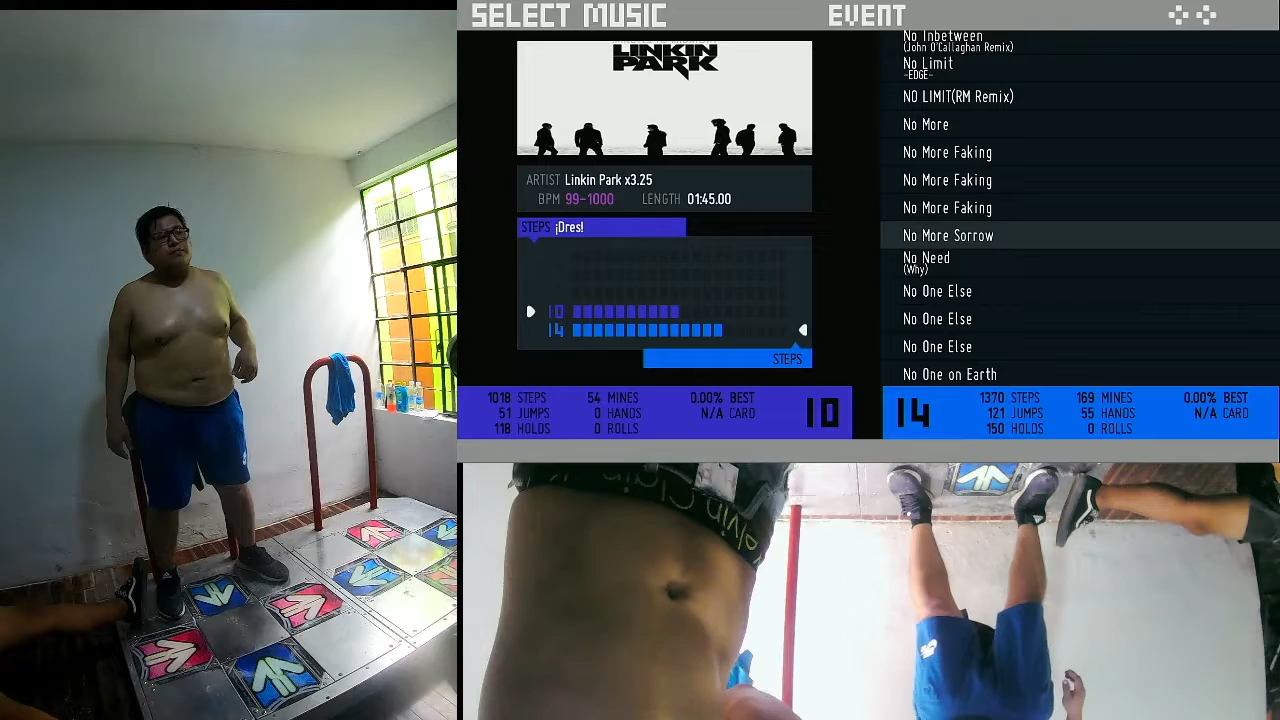 SELECT MUSIC
EVENT
LINKIN
PARK
ARTIST Linkin Park x3.25
BPM 99-1000 LENGTH 01:45.00
STEPS ¡Dres!
10
14
STEPS
1018 STEPS 54 MINES 0.00% BEST
51 JUMPS 0 HANDS N/A CARD
118 HOLDS 0 ROLLS
10
No Inbetween
(John O'Callaghan Remix)
No Limit
-EDGE-
NO LIMIT(RM Remix)
No More
No More Faking
No More Faking
No More Faking
No More Sorrow
No Need
(Why)
No One Else
No One Else
No One Else
No One on Earth
14
1370 STEPS 169 MINES 0.00% BEST
121 JUMPS 55 HANDS N/A CARD
150 HOLDS 0 ROLLS
elvin Clain K